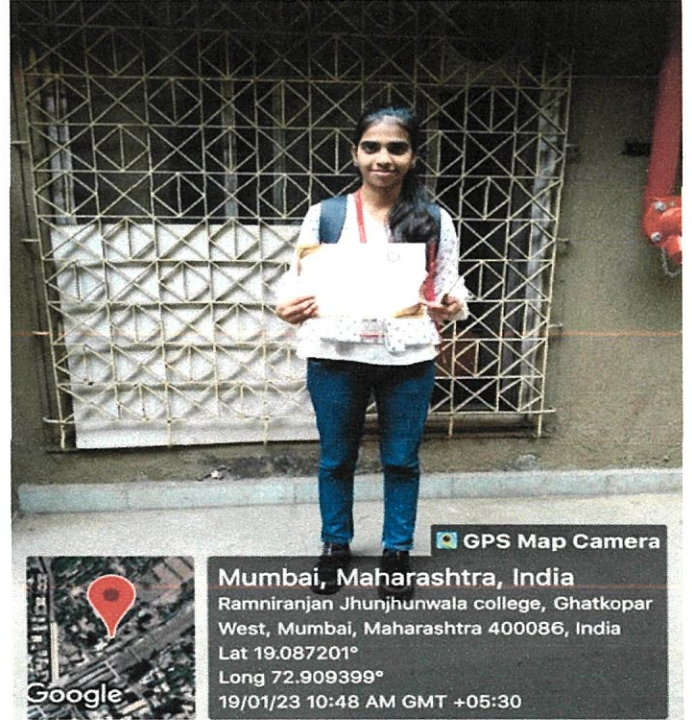 GPS Map Camera
Mumbai, Maharashtra, India
Ramniranjan Jhunjhunwala college, Ghatkopar
West, Mumbai, Maharashtra 400086, India
Lat 19.087201°
Long 72.909399°
19/01/23 10:48 AM GMT +05:30
Google